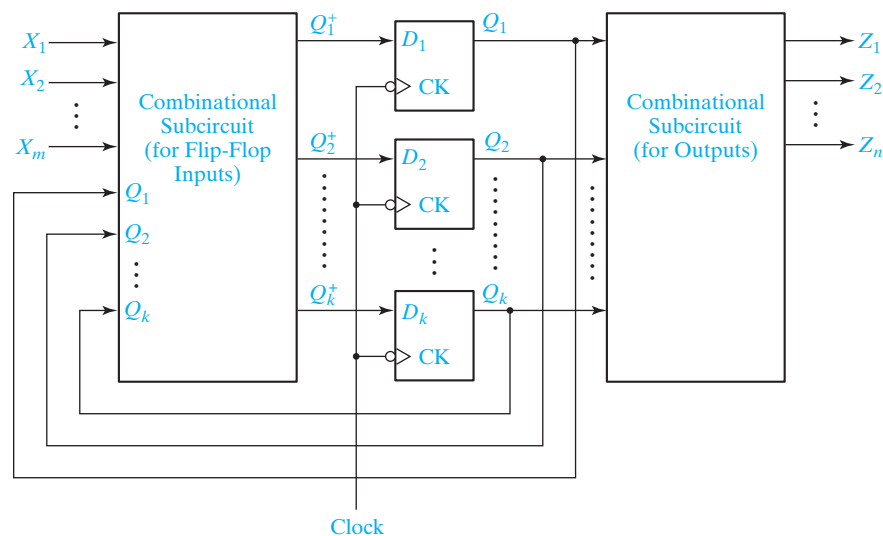 X₁
X₂
Xₘ
Q₁
Q₂
Qₖ
Combinational
Subcircuit
(for Flip-Flop
Inputs)
Q₁⁺
Q₂⁺
Qₖ⁺
D₁
CK
D₂
CK
Dₖ
CK
Q₁
Q₂
Qₖ
Combinational
Subcircuit
(for Outputs)
Z₁
Z₂
Zₙ
Clock